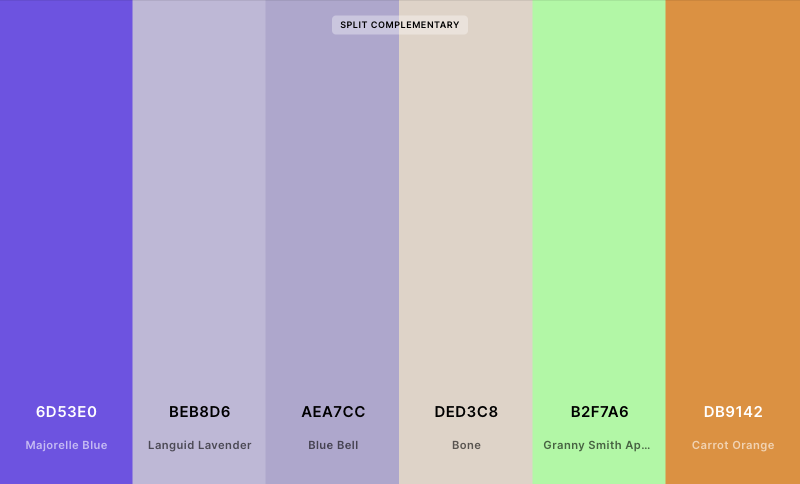 SPLIT COMPLEMENTARY
6D53E0
Majorelle Blue
BEB8D6
Languid Lavender
AEA7CC
Blue Bell
DED3C8
Bone
B2F7A6
Granny Smith Ap...
DB9142
Carrot Orange